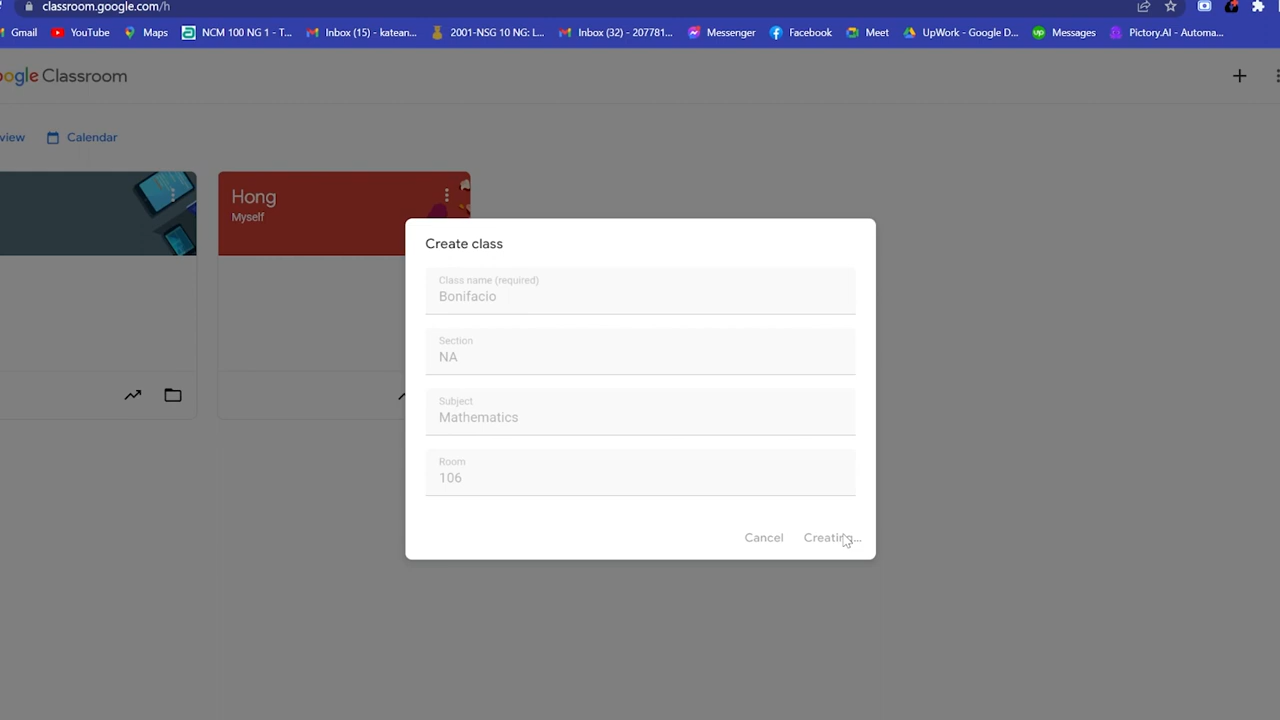 classroom.google.com/h
Gmail YouTube Maps NCM 100 NG 1 - T... Inbox (15) - katean... 2001-NSG 10 NG: L... Inbox (32) - 207781... Messenger Facebook Meet UpWork - Google D... Messages Pictory.AI - Automa...
ogle Classroom
view Calendar
Hong
Myself
Create class
Class name (required)
Bonifacio
Section
NA
Subject
Mathematics
Room
106
Cancel Creating...